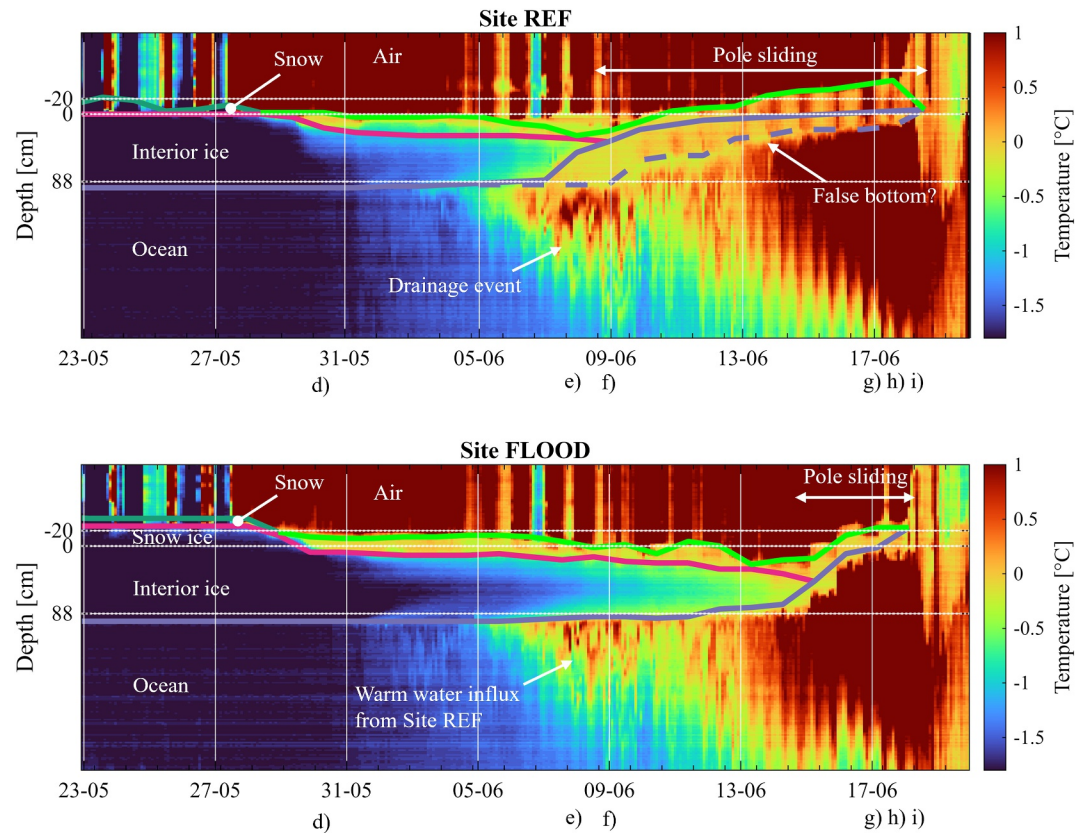 Site REF
Snow
Air
Pole sliding
-20
0
88
Depth [cm]
Interior ice
Ocean
Drainage event
False bottom?
23-05 27-05 31-05 05-06 09-06 13-06 17-06
d) e) f) g) h) i)
1
0.5
0
-0.5
-1
-1.5
Temperature [°C]
Site FLOOD
Snow
Air
Pole sliding
-20
0
88
Depth [cm]
Snow ice
Interior ice
Ocean
Warm water influx
from Site REF
23-05 27-05 31-05 05-06 09-06 13-06 17-06
d) e) f) g) h) i)
1
0.5
0
-0.5
-1
-1.5
Temperature [°C]